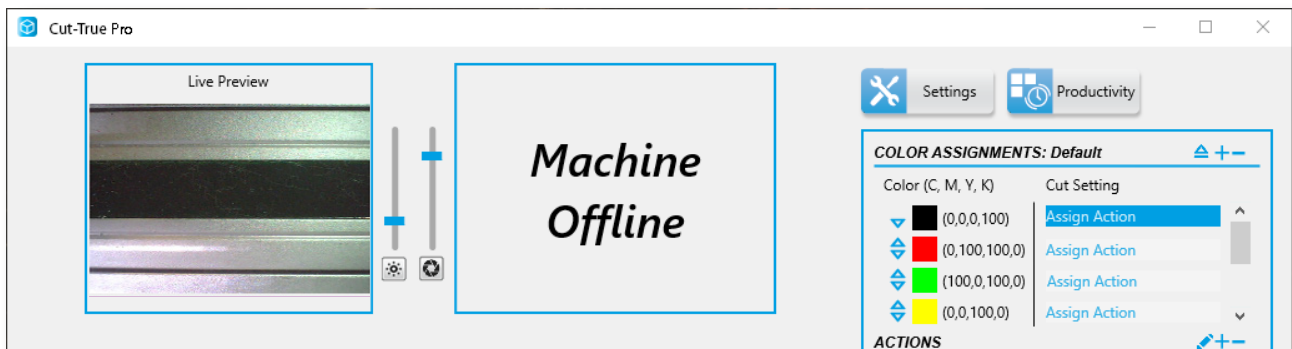 Cut-True Pro
Live Preview
Machine
Offline
Settings
Productivity
COLOR ASSIGNMENTS: Default
Color (C, M, Y, K) Cut Setting
(0,0,0,100) Assign Action
(0,100,100,0) Assign Action
(100,0,100,0) Assign Action
(0,0,100,0) Assign Action
ACTIONS